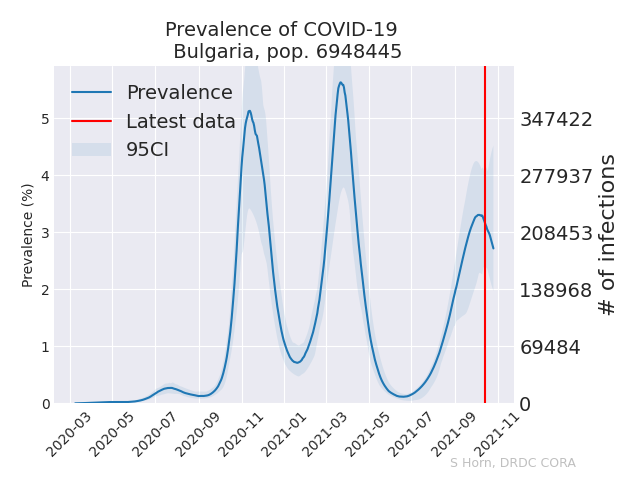 Prevalence of COVID-19
Bulgaria, pop. 6948445
Prevalence
Latest data
95CI
Prevalence (%)
5
4
3
2
1
0
347422
277937
208453
138968
69484
0
# of infections
2020-03
2020-05
2020-07
2020-09
2020-11
2021-01
2021-03
2021-05
2021-07
2021-09
2021-11
S Horn, DRDC CORA